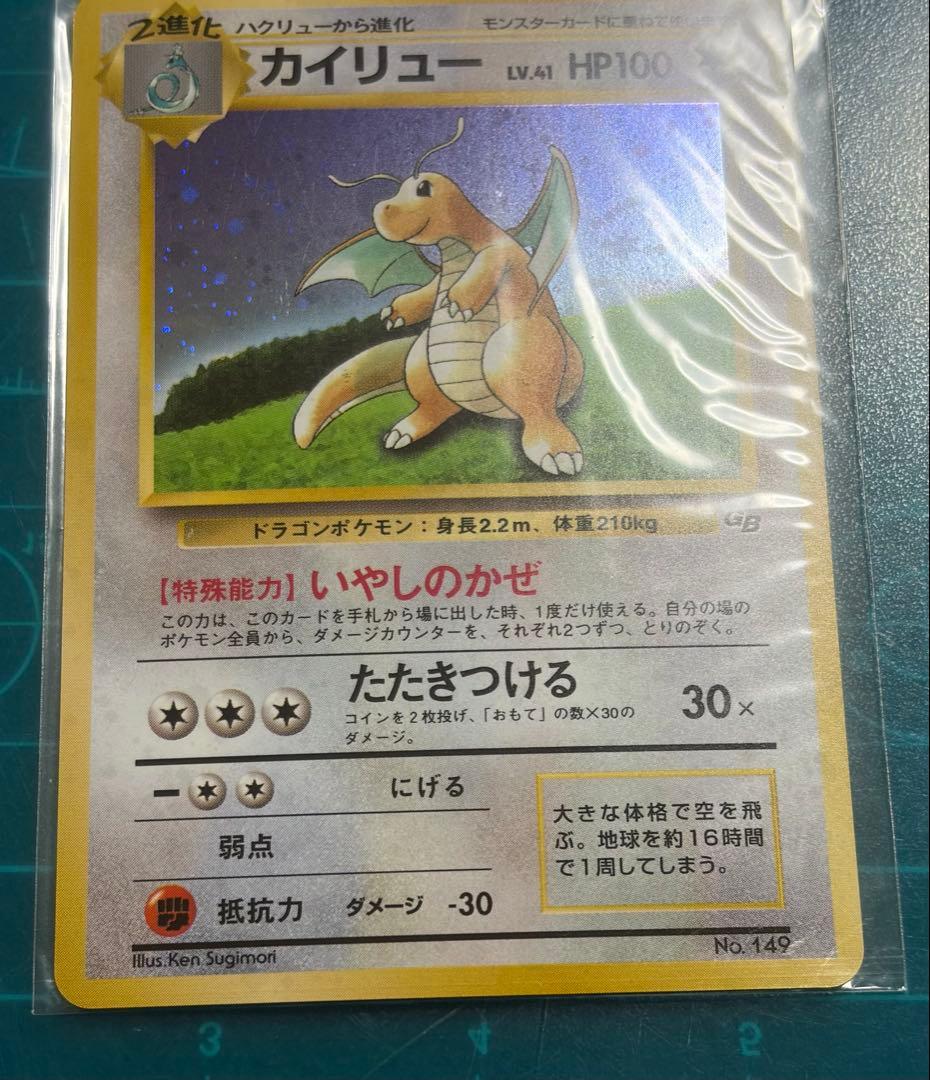 2進化 ハクリューから進化 モンスターカードに重ねて使います
カイリュー LV.41 HP100
ドラゴンポケモン：身長2.2m、体重210kg
GB
【特殊能力】いやしのかぜ
この力は、このカードを手札から場に出した時、1度だけ使える。自分の場の
ポケモン全員から、ダメージカウンターを、それぞれ2つずつ、とりのぞく。
たたきつける 30×
コインを2枚投げ、「おもて」の数×30の
ダメージ。
にげる
弱点
抵抗力 ダメージ -30
大きな体格で空を飛
ぶ。地球を約16時間
で1周してしまう。
Illus. Ken Sugimori
No. 149
3 4 5